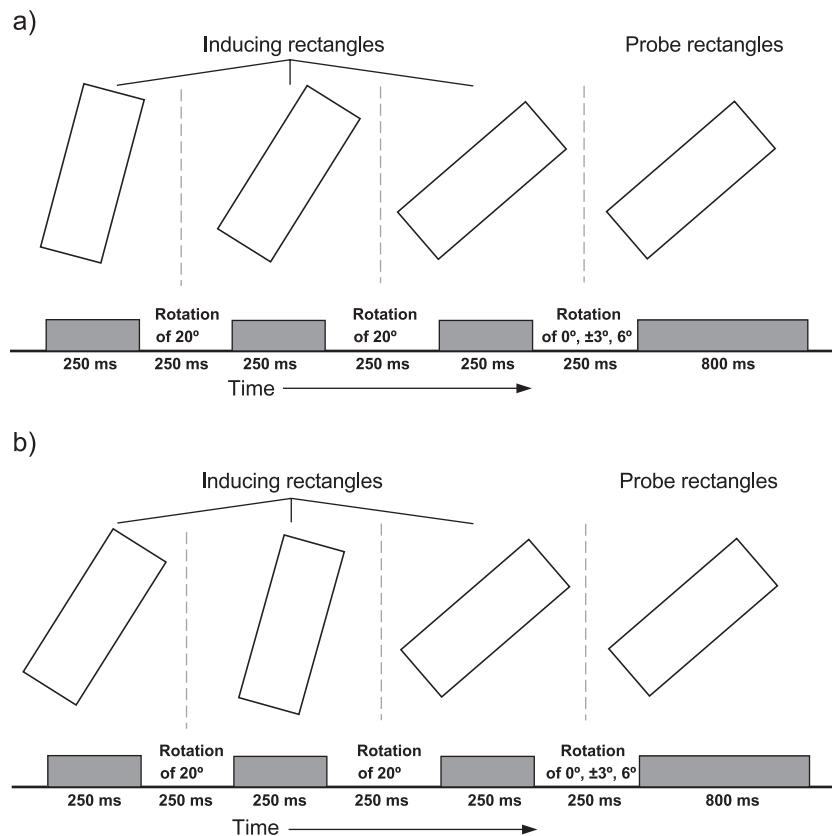 a)
Inducing rectangles Probe rectangles
Rotation Rotation Rotation
of 20º of 20º of 0º, ±3º, 6º
250 ms 250 ms 250 ms 250 ms 250 ms 250 ms 800 ms
Time
b)
Inducing rectangles Probe rectangles
Rotation Rotation Rotation
of 20º of 20º of 0º, ±3º, 6º
250 ms 250 ms 250 ms 250 ms 250 ms 250 ms 800 ms
Time